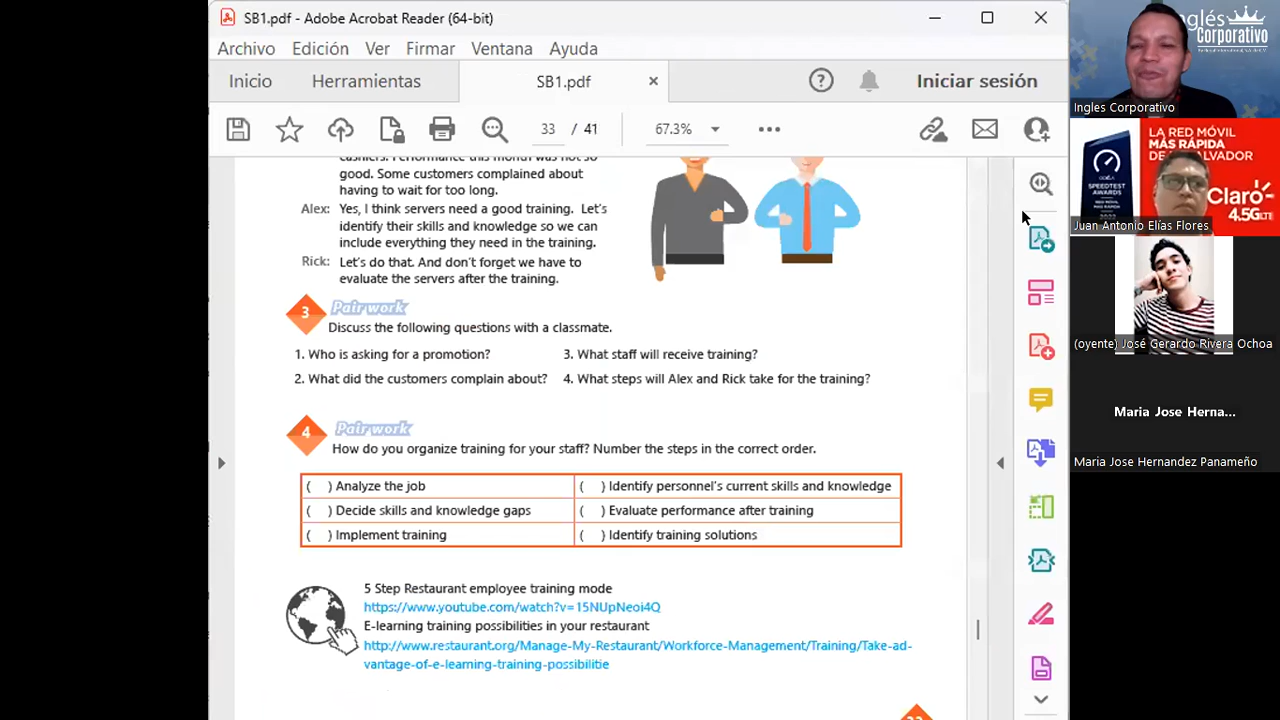 SB1.pdf - Adobe Acrobat Reader (64-bit)
Archivo Edición Ver Firmar Ventana Ayuda
Inicio Herramientas SB1.pdf Iniciar sesión
33 / 41 67.3%
good. Some customers complained about
having to wait for too long.
Alex: Yes, I think servers need a good training. Let's
identify their skills and knowledge so we can
include everything they need in the training.
Rick: Let's do that. And don't forget we have to
evaluate the servers after the training.
3 Pair work
Discuss the following questions with a classmate.
1. Who is asking for a promotion? 3. What staff will receive training?
2. What did the customers complain about? 4. What steps will Alex and Rick take for the training?
4 Pair work
How do you organize training for your staff? Number the steps in the correct order.
( ) Analyze the job ( ) Identify personnel's current skills and knowledge
( ) Decide skills and knowledge gaps ( ) Evaluate performance after training
( ) Implement training ( ) Identify training solutions
5 Step Restaurant employee training mode
https://www.youtube.com/watch?v=15NUpNeoi4Q
E-learning training possibilities in your restaurant
http://www.restaurant.org/Manage-My-Restaurant/Workforce-Management/Training/Take-ad-
vantage-of-e-learning-training-possibilitie
Inglés
Corporativo
Ingles Corporativo
LA RED MÓVIL
MÁS RÁPIDA
SPEEDTEST
AWARDS
Claro
4.5G LTE
Juan Antonio Elías Flores
(oyente) José Gerardo Rivera Ochoa
Maria Jose Herna...
Maria Jose Hernandez Panameño